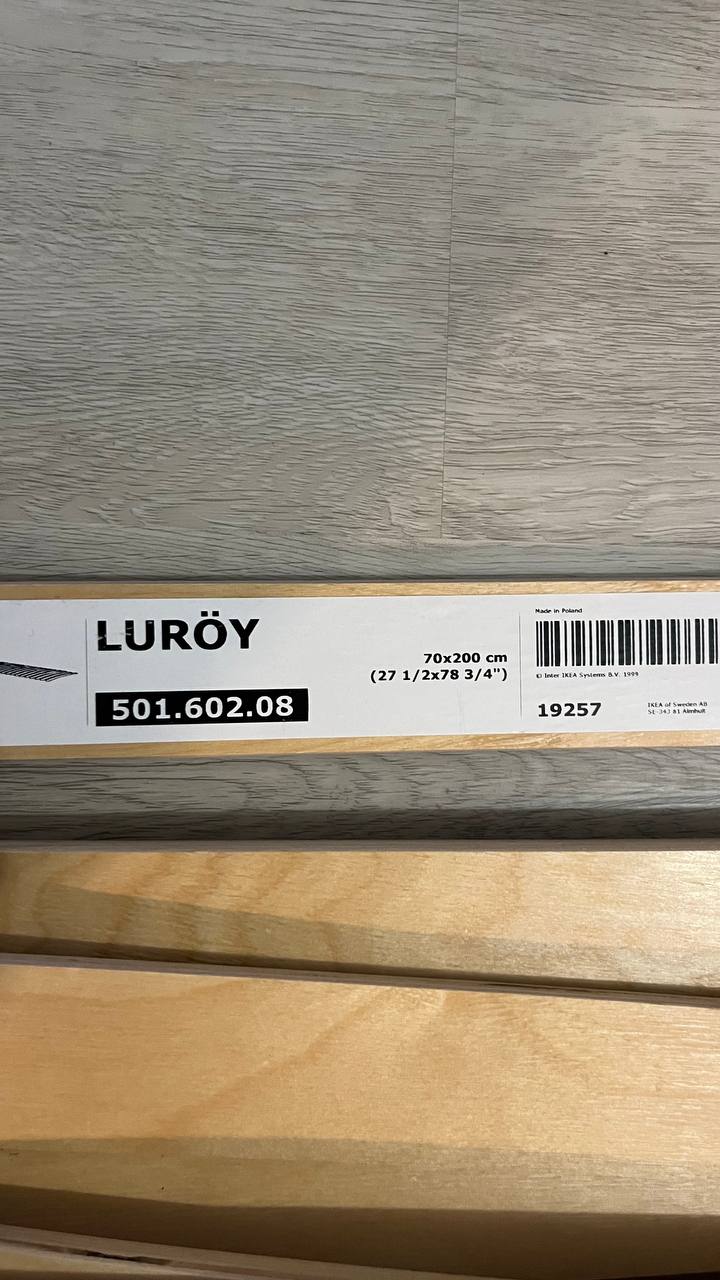 LURÖY
501.602.08
70x200 cm
(27 1/2x78 3/4")
Made in Poland
© Inter IKEA Systems B.V. 1999
19257
IKEA of Sweden AB
SE-343 81 Älmhult